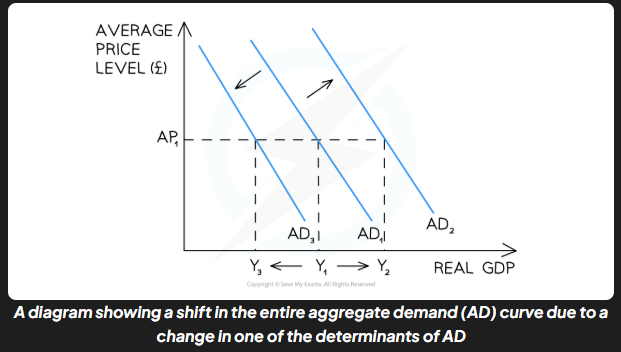 AVERAGE
PRICE
LEVEL (£)
AP₁
AD₃
AD₁
AD₂
Y₃ ← Y₁ → Y₂
REAL GDP
Copyright © Save My Exams. All Rights Reserved
A diagram showing a shift in the entire aggregate demand (AD) curve due to a
change in one of the determinants of AD